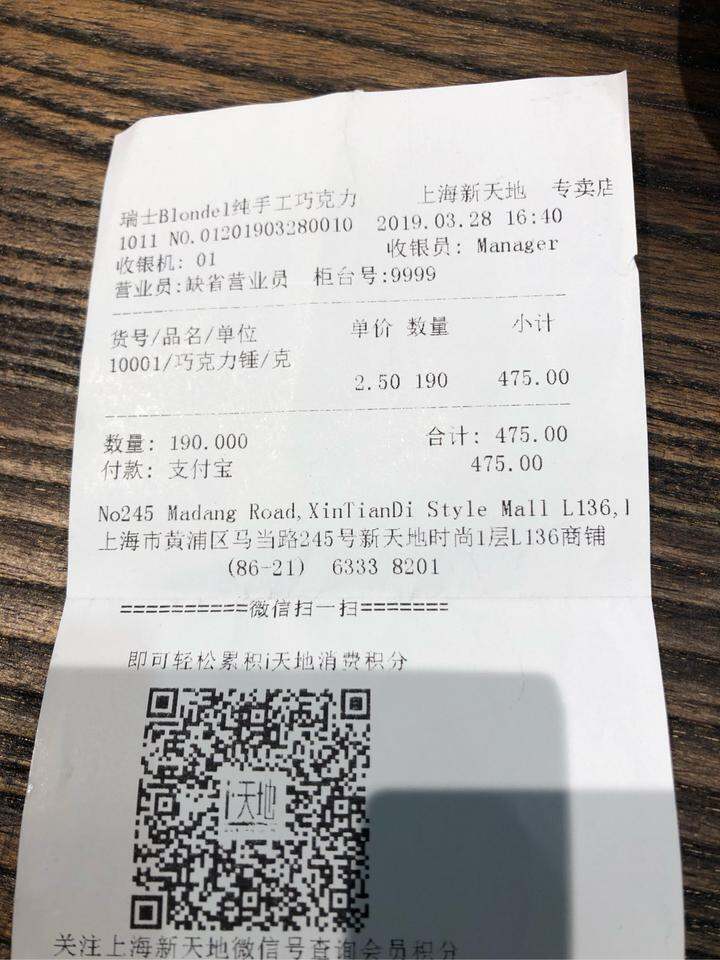 瑞士Blondel纯手工巧克力 上海新天地 专卖店
1011 NO.01201903280010 2019.03.28 16:40
收银机: 01 收银员: Manager
营业员:缺省营业员 柜台号:9999
货号/品名/单位 单价 数量 小计
10001/巧克力锤/克
2.50 190 475.00
数量: 190.000 合计: 475.00
付款: 支付宝 475.00
No245 Madang Road,XinTianDi Style Mall L136,
上海市黄浦区马当路245号新天地时尚1层L136商铺
(86-21) 6333 8201
==========微信扫一扫=======
即可轻松累积i天地消费积分
i天地
关注上海新天地微信号查询会员积分